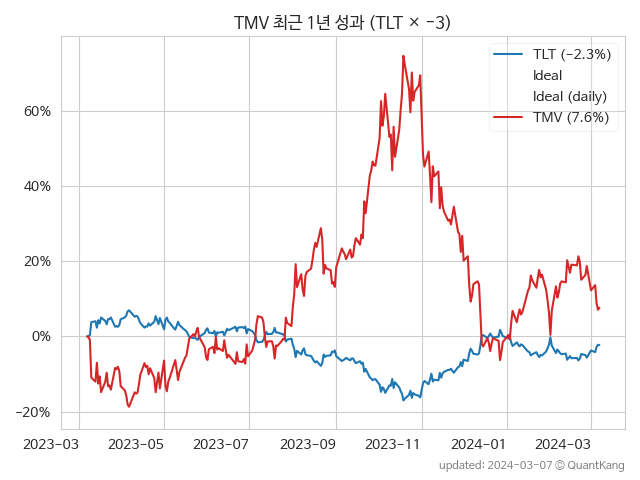 TMV 최근 1년 성과 (TLT × −3)
TLT (−2.3%)
Ideal
Ideal (daily)
TMV (7.6%)
60%
40%
20%
0%
−20%
2023-03 2023-05 2023-07 2023-09 2023-11 2024-01 2024-03
updated: 2024-03-07 © QuantKang